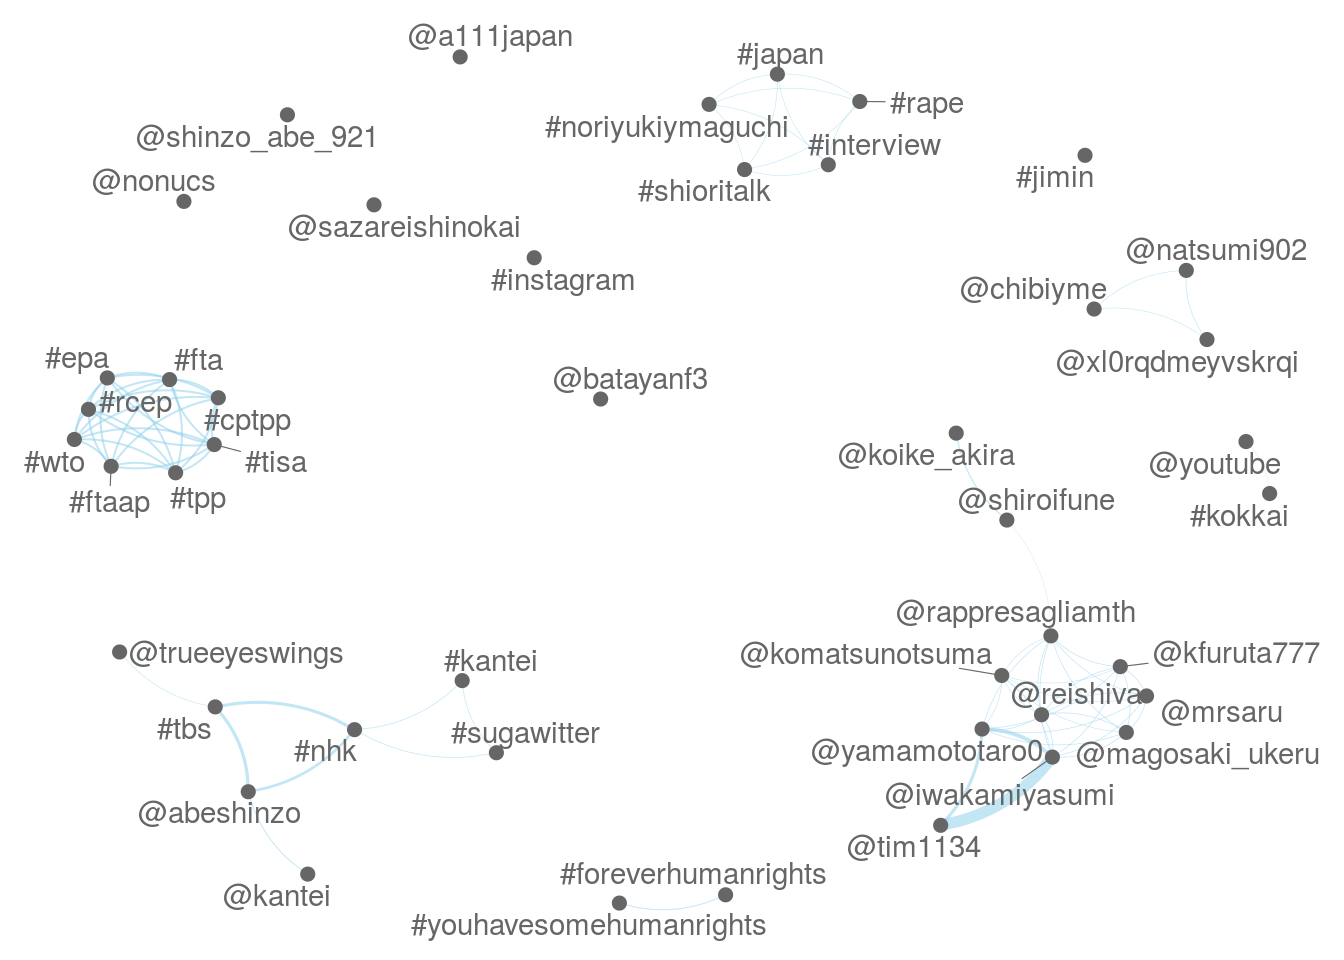 @a111japan
#japan
#rape
@shinzo_abe_921
#noriyukiymaguchi
#interview
@nonucs
#shioritalk
#jimin
@sazareishinokai
#instagram
@natsumi902
@chibiyme
@xl0rqdmeyvskrqi
#epa
#fta
#rcep
#cptpp
#wto
#tisa
#ftaap
#tpp
@batayanf3
@koike_akira
@shiroifune
@youtube
#kokkai
@rappresagliamth
@komatsunotsuma
@kfuruta777
@reishiva
@mrsaru
@yamamototaro0
@magosaki_ukeru
@iwakamiyasumi
@tim1134
@trueeyeswings
#kantei
#tbs
#nhk
#sugawitter
@abeshinzo
@kantei
#foreverhumanrights
#youhavesomehumanrights